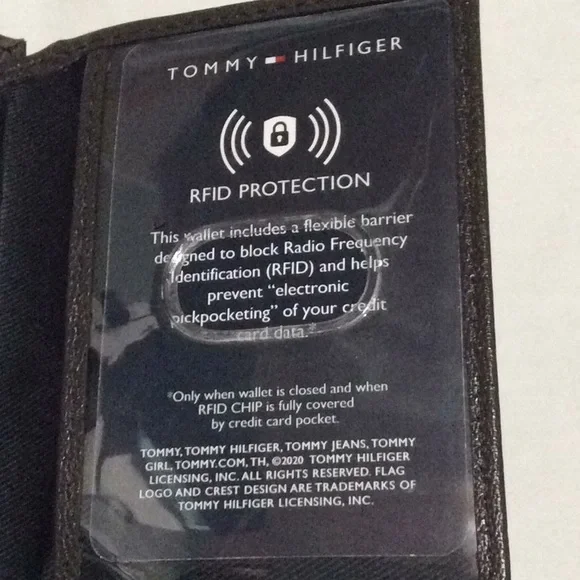 TOMMY HILFIGER
RFID PROTECTION
This wallet includes a flexible barrier
designed to block Radio Frequency
Identification (RFID) and helps
prevent “electronic
pickpocketing” of your credit
card data.*
*Only when wallet is closed and when
RFID CHIP is fully covered
by credit card pocket.
TOMMY, TOMMY HILFIGER, TOMMY JEANS, TOMMY
GIRL, TOMMY.COM, TH, ©2020 TOMMY HILFIGER
LICENSING, INC. ALL RIGHTS RESERVED. FLAG
LOGO AND CREST DESIGN ARE TRADEMARKS OF
TOMMY HILFIGER LICENSING, INC.